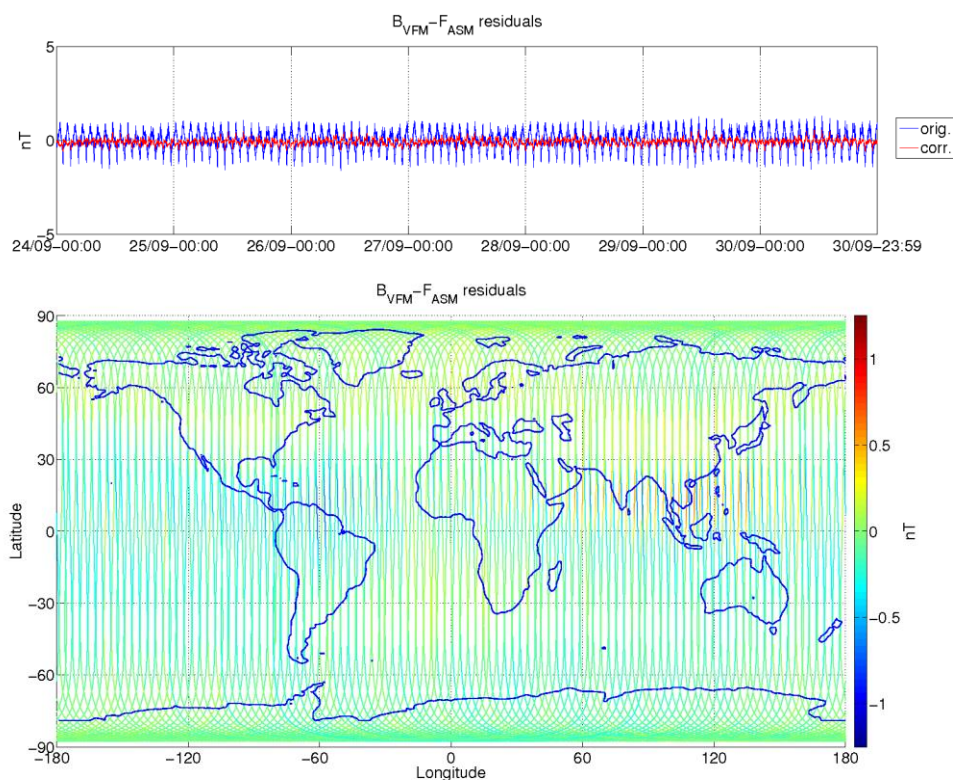 B_VFM−F_ASM residuals
5
0
−5
nT
orig.
corr.
24/09−00:00 25/09−00:00 26/09−00:00 27/09−00:00 28/09−00:00 29/09−00:00 30/09−00:00 30/09−23:59
B_VFM−F_ASM residuals
90
60
30
0
−30
−60
−90
Latitude
−180 −120 −60 0 60 120 180
Longitude
1
0.5
0
−0.5
−1
nT